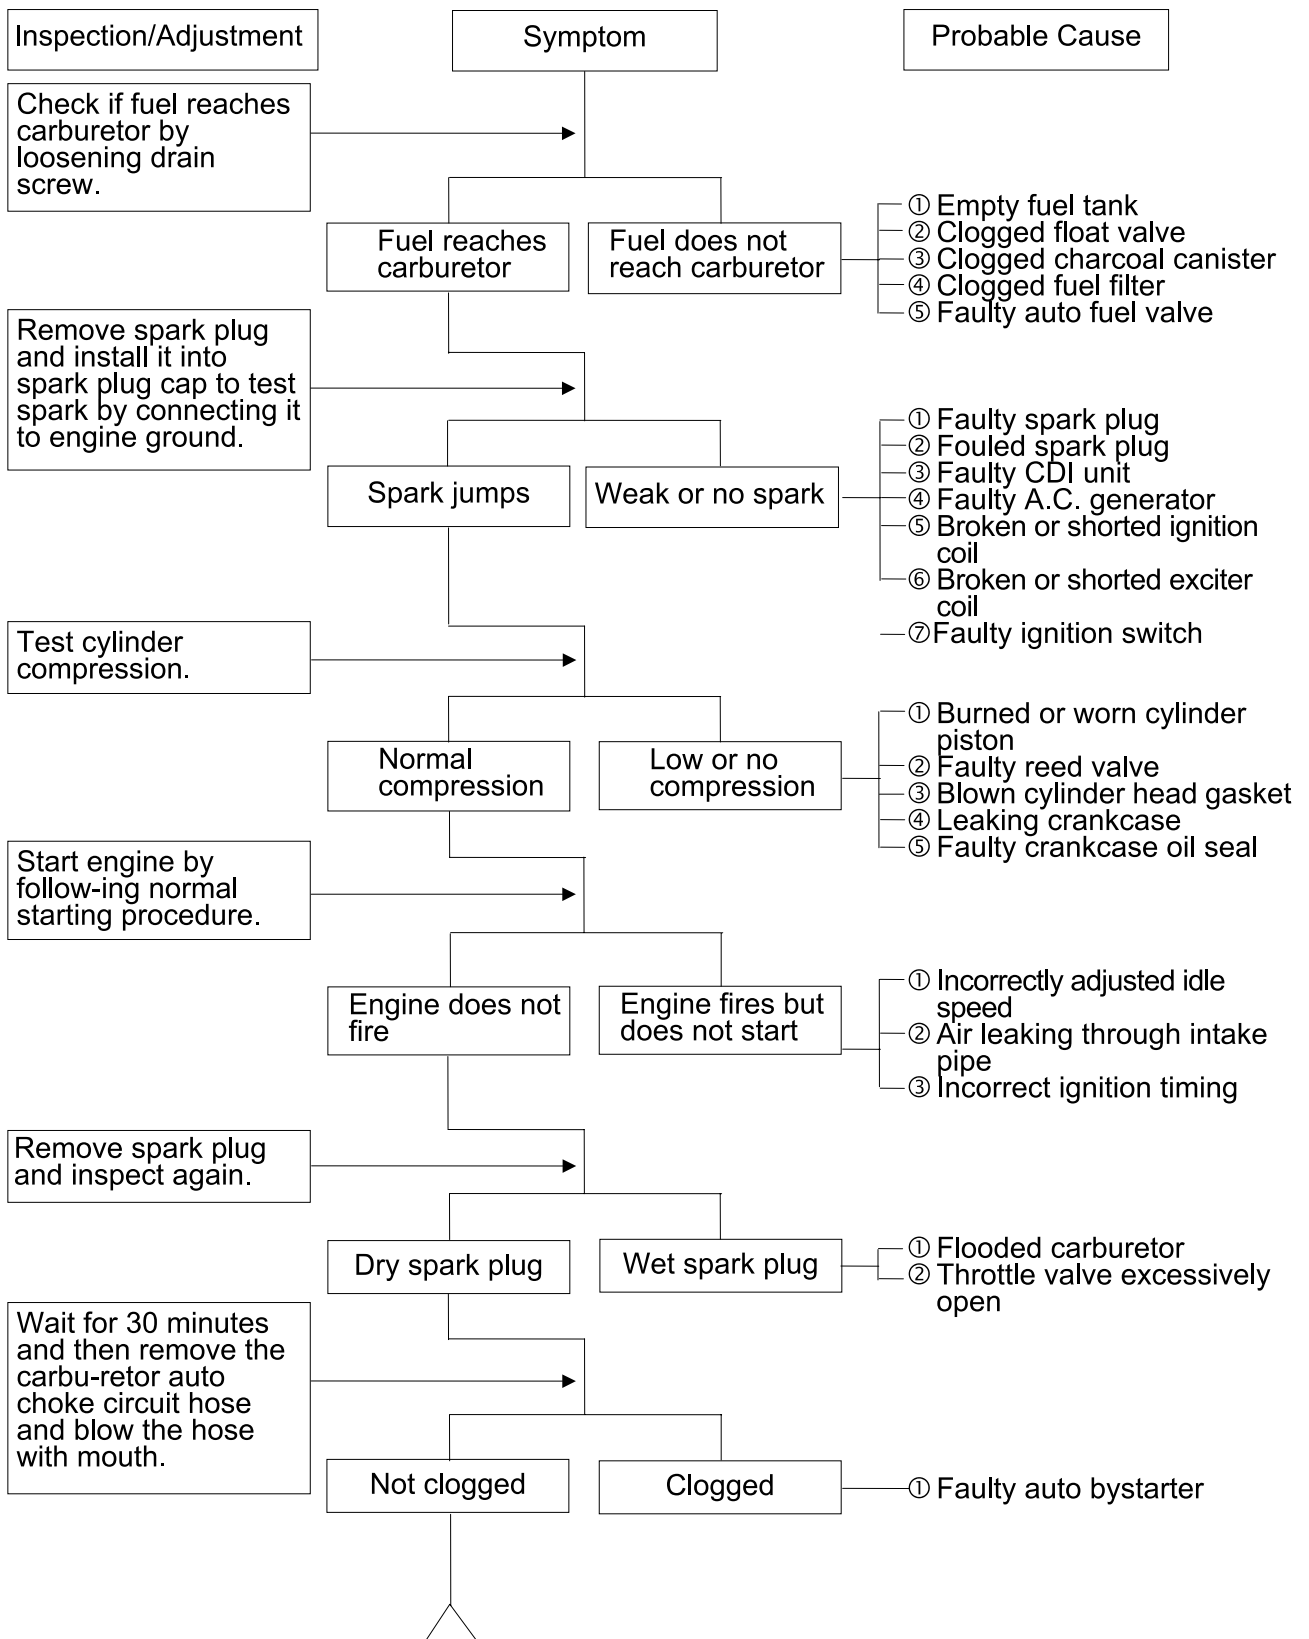 Inspection/Adjustment
Symptom
Probable Cause
Check if fuel reaches
carburetor by
loosening drain
screw.
Fuel reaches
carburetor
Fuel does not
reach carburetor
① Empty fuel tank
② Clogged float valve
③ Clogged charcoal canister
④ Clogged fuel filter
⑤ Faulty auto fuel valve
Remove spark plug
and install it into
spark plug cap to test
spark by connecting it
to engine ground.
Spark jumps
Weak or no spark
① Faulty spark plug
② Fouled spark plug
③ Faulty CDI unit
④ Faulty A.C. generator
⑤ Broken or shorted ignition
coil
⑥ Broken or shorted exciter
coil
⑦Faulty ignition switch
Test cylinder
compression.
Normal
compression
Low or no
compression
① Burned or worn cylinder
piston
② Faulty reed valve
③ Blown cylinder head gasket
④ Leaking crankcase
⑤ Faulty crankcase oil seal
Start engine by
follow-ing normal
starting procedure.
Engine does not
fire
Engine fires but
does not start
① Incorrectly adjusted idle
speed
② Air leaking through intake
pipe
③ Incorrect ignition timing
Remove spark plug
and inspect again.
Dry spark plug
Wet spark plug
① Flooded carburetor
② Throttle valve excessively
open
Wait for 30 minutes
and then remove the
carbu-retor auto
choke circuit hose
and blow the hose
with mouth.
Not clogged
Clogged
① Faulty auto bystarter